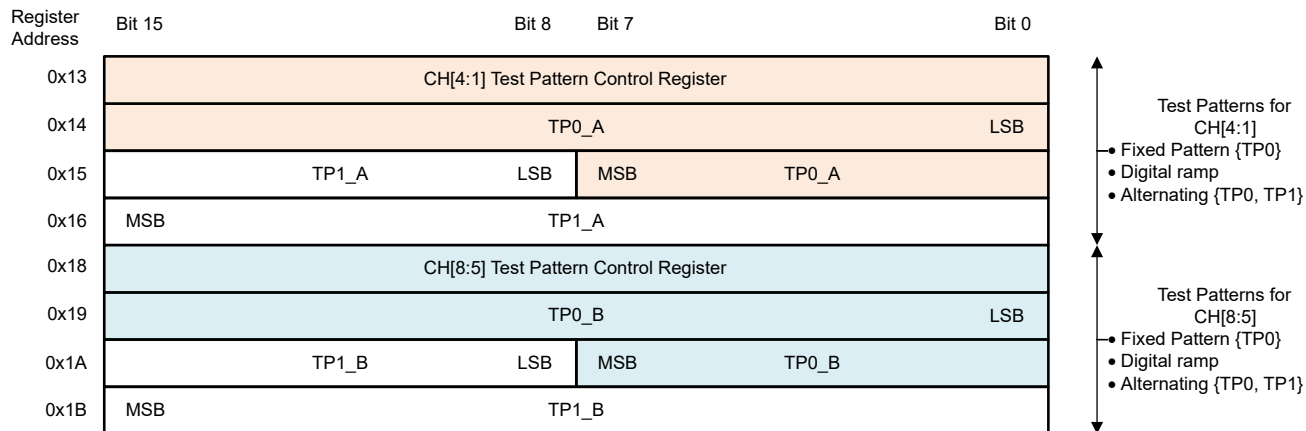 Register
Address
Bit 15 Bit 8 Bit 7 Bit 0
0x13 CH[4:1] Test Pattern Control Register
0x14 TP0_A LSB
0x15 TP1_A LSB MSB TP0_A
0x16 MSB TP1_A
Test Patterns for
CH[4:1]
• Fixed Pattern {TP0}
• Digital ramp
• Alternating {TP0, TP1}
0x18 CH[8:5] Test Pattern Control Register
0x19 TP0_B LSB
0x1A TP1_B LSB MSB TP0_B
0x1B MSB TP1_B
Test Patterns for
CH[8:5]
• Fixed Pattern {TP0}
• Digital ramp
• Alternating {TP0, TP1}